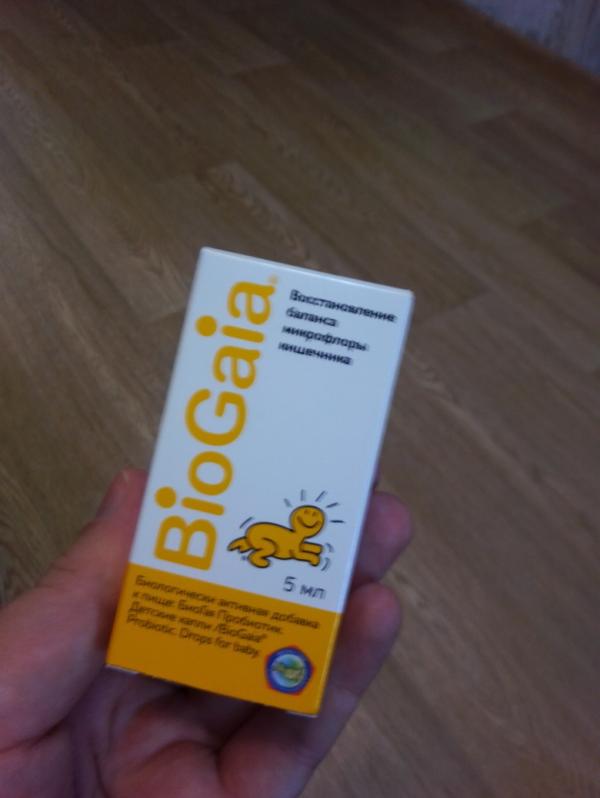 BioGaia®
Восстановление
баланса
микрофлоры
кишечника
5 мл
Биологически активная добавка
к пище: БиоГая Пробиотик.
Детские капли /BioGaia®
Probiotic. Drops for baby.